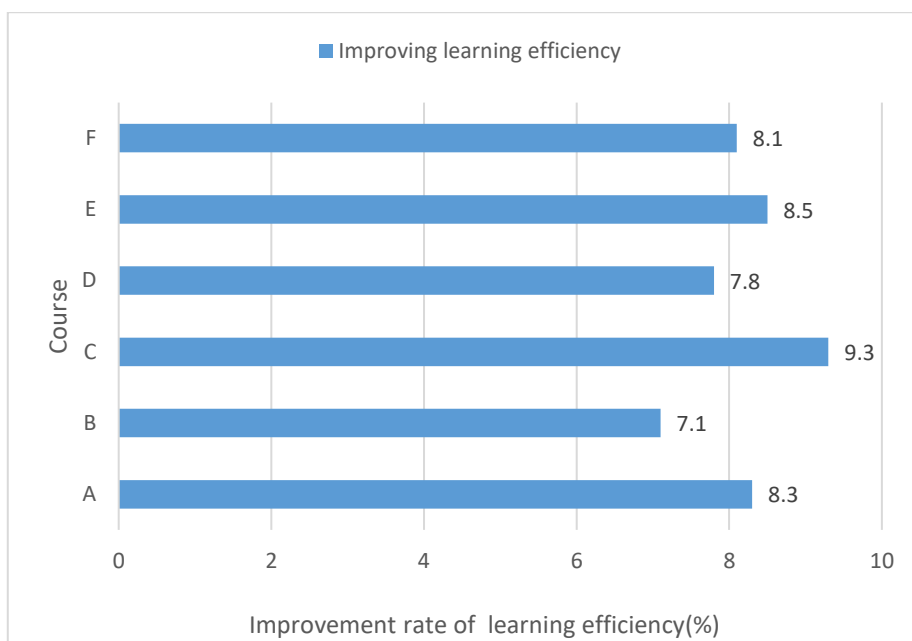 Improving learning efficiency
F
8.1
E
8.5
D
7.8
Course
C
9.3
B
7.1
A
8.3
0 2 4 6 8 10
Improvement rate of  learning efficiency(%)